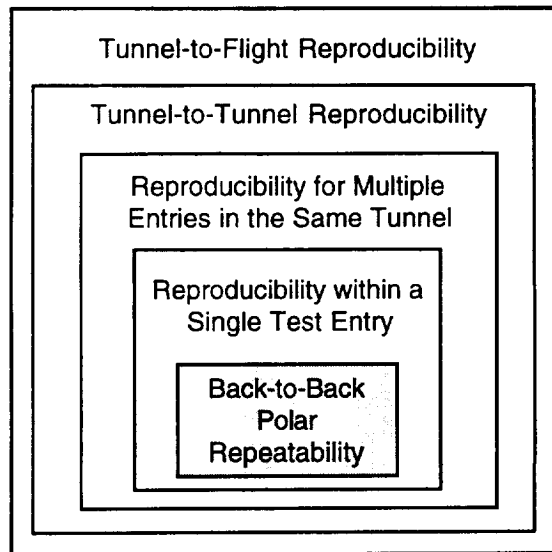 Tunnel-to-Flight Reproducibility
Tunnel-to-Tunnel Reproducibility
Reproducibility for Multiple
Entries in the Same Tunnel
Reproducibility within a
Single Test Entry
Back-to-Back
Polar
Repeatability